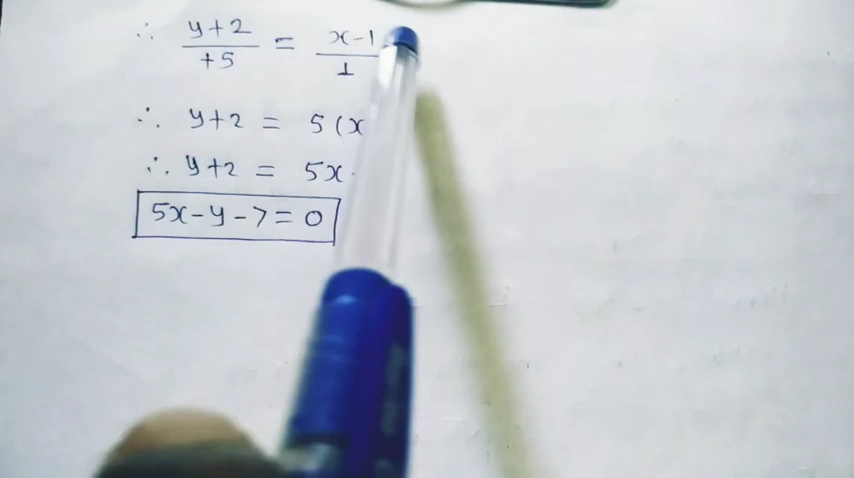 ∴ y+2/+5 = x-1/1
∴ y+2 = 5(x
∴ y+2 = 5x
5x-y-7=0